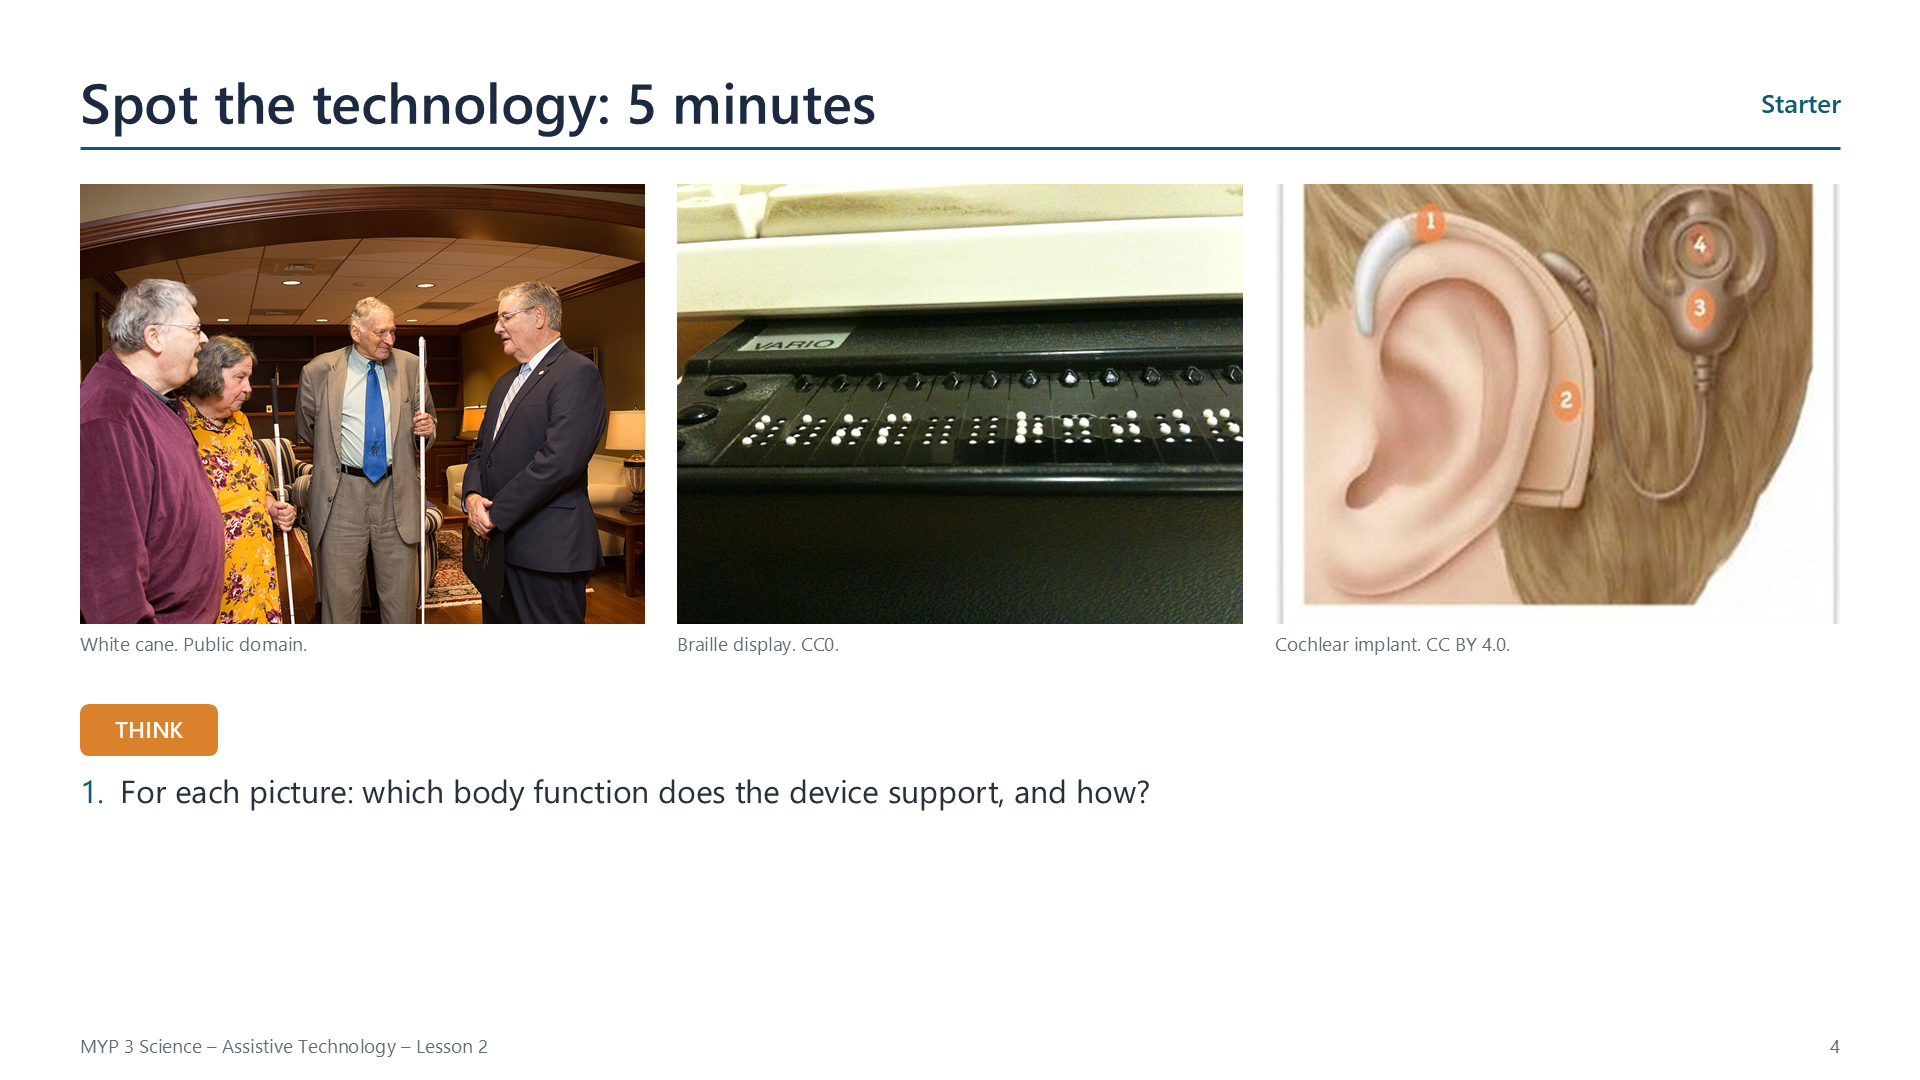 Spot the technology: 5 minutes
Starter
VARIO
1
4
3
2
White cane. Public domain.
Braille display. CC0.
Cochlear implant. CC BY 4.0.
THINK
1. For each picture: which body function does the device support, and how?
MYP 3 Science – Assistive Technology – Lesson 2
4